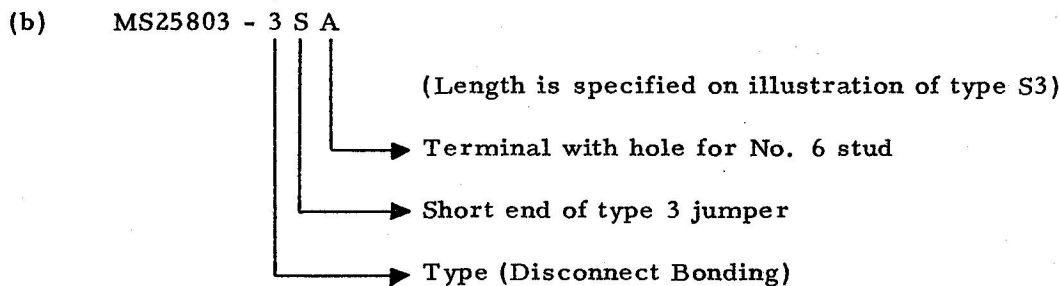 (b) MS25803 - 3 S A
(Length is specified on illustration of type S3)
Terminal with hole for No. 6 stud
Short end of type 3 jumper
Type (Disconnect Bonding)